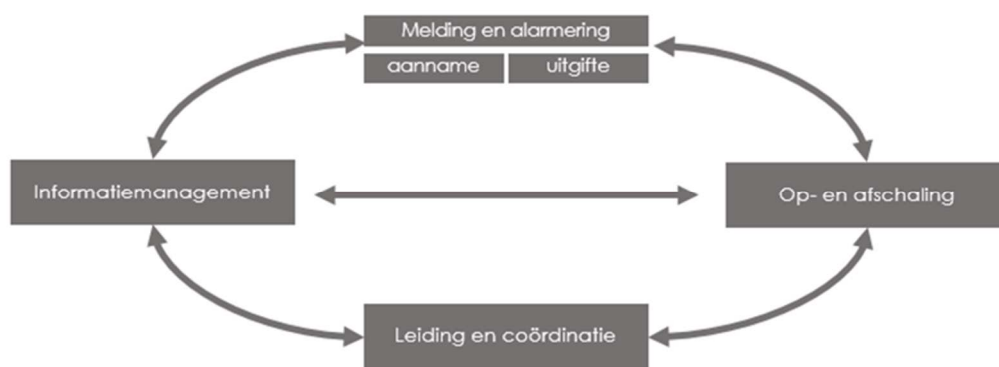 Melding en alarmering
aanname
uitgifte
Informatiemanagement
Op- en afschaling
Leiding en coördinatie